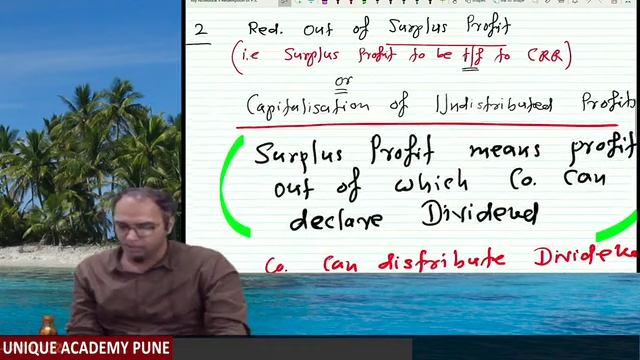 2 Red. Out of Surplus Profit
(i.e Surplus Profit to be t/f to CRR)
or
Capitalisation of Undistributed Profit
Surplus Profit means profit
out of which Co. Can
declare Dividend
Co. Can distribute Dividend
UNIQUE ACADEMY PUNE